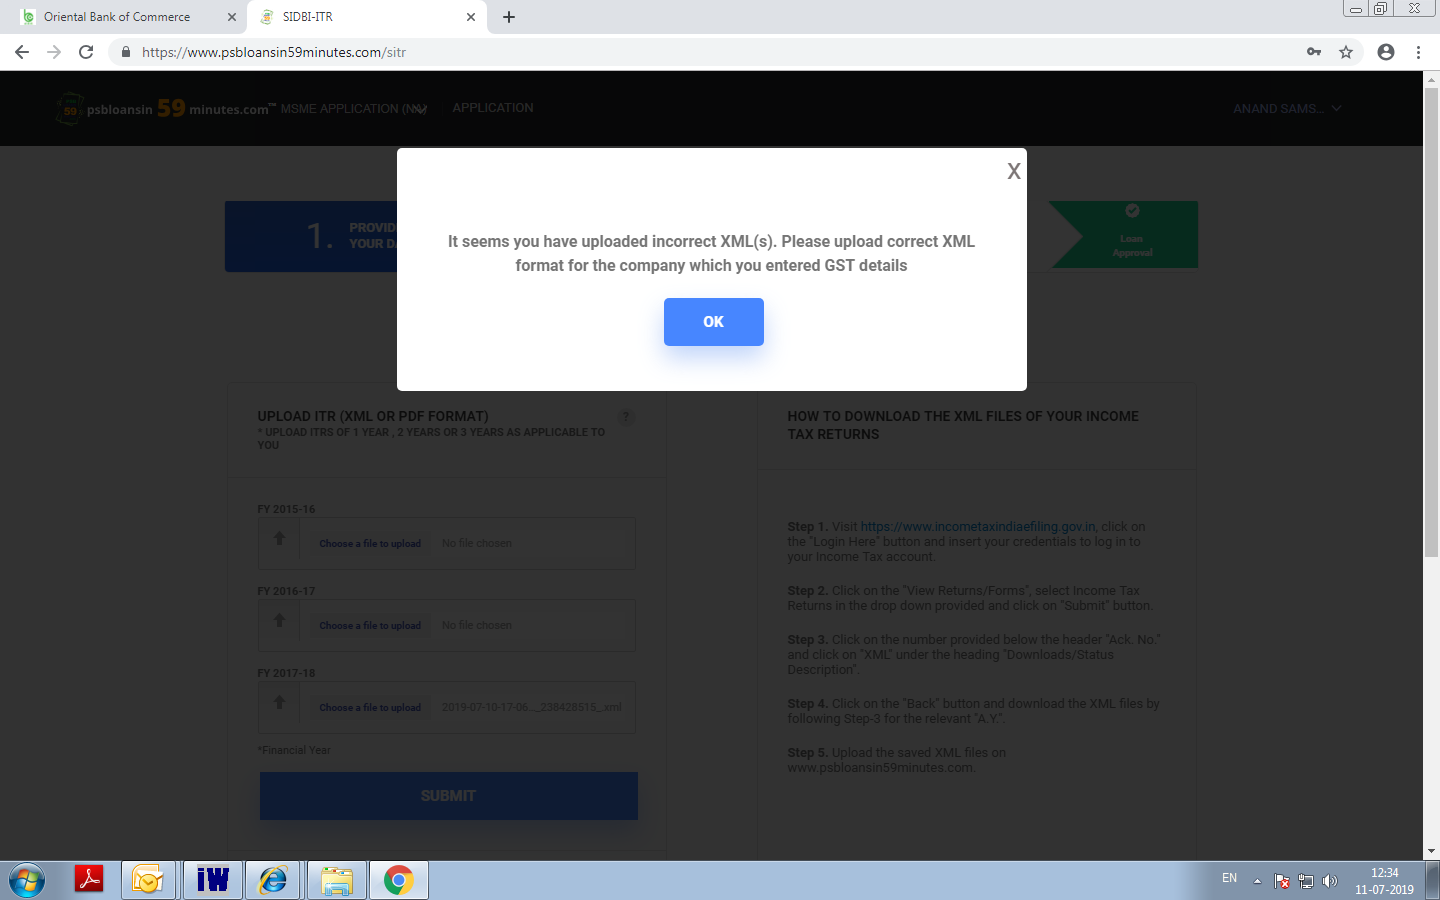 Oriental Bank of Commerce
SIDBI-ITR
https://www.psbloansin59minutes.com/sitr
psbloansin 59 minutes.com™
MSME APPLICATION (NA)
APPLICATION
ANAND SAMS...
X
It seems you have uploaded incorrect XML(s). Please upload correct XML
format for the company which you entered GST details
OK
1.
PROVID
YOUR DA
Loan
Approval
UPLOAD ITR (XML OR PDF FORMAT)
?
* UPLOAD ITRS OF 1 YEAR , 2 YEARS OR 3 YEARS AS APPLICABLE TO
YOU
FY 2015-16
Choose a file to upload No file chosen
FY 2016-17
Choose a file to upload No file chosen
FY 2017-18
Choose a file to upload 2019-07-10-17-06..._238428515_.xml
*Financial Year
SUBMIT
HOW TO DOWNLOAD THE XML FILES OF YOUR INCOME
TAX RETURNS
Step 1. Visit https://www.incometaxindiaefiling.gov.in, click on
the "Login Here" button and insert your credentials to log in to
your Income Tax account.
Step 2. Click on the "View Returns/Forms", select Income Tax
Returns in the drop down provided and click on "Submit" button.
Step 3. Click on the number provided below the header "Ack. No."
and click on "XML" under the heading "Downloads/Status
Description".
Step 4. Click on the "Back" button and download the XML files by
following Step-3 for the relevant "A.Y.".
Step 5. Upload the saved XML files on
www.psbloansin59minutes.com.
iW
EN
12:34
11-07-2019